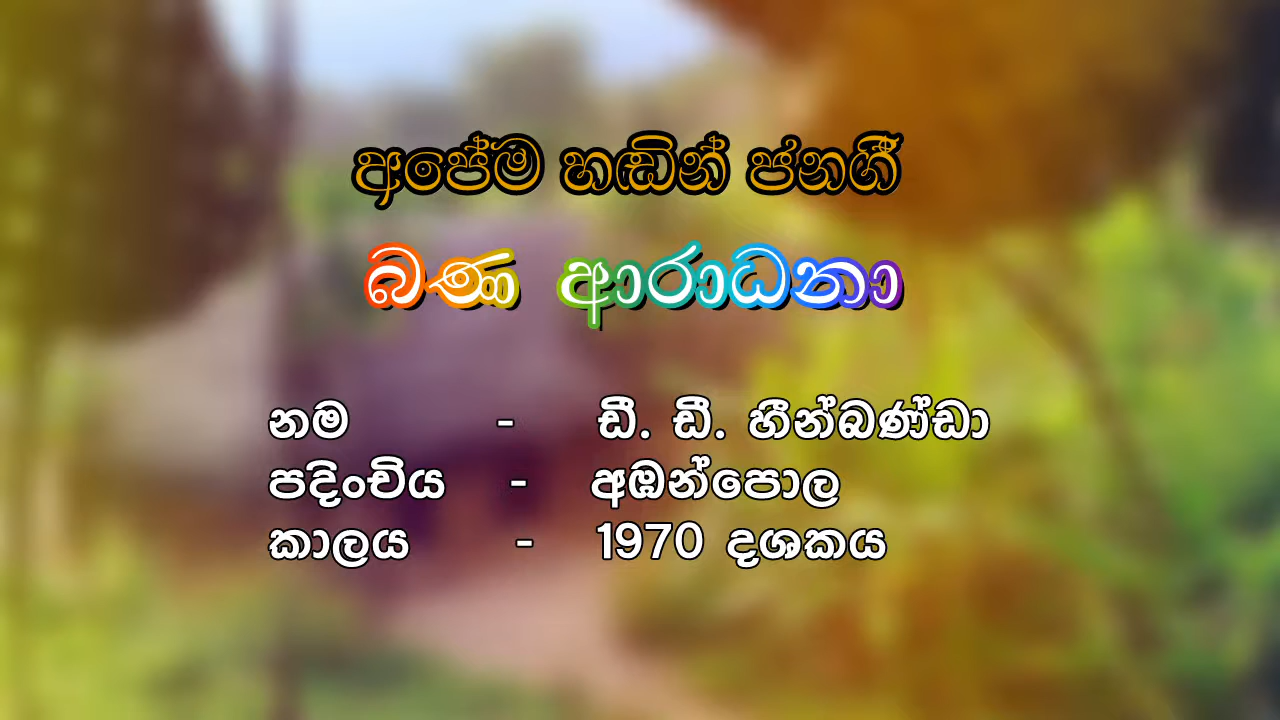 අපේම හඬින් ජනගී
බණ ආරාධනා
නම - ඩී. ඩී. හීන්බණ්ඩා
පදිංචිය - අඹන්පොල
කාලය - 1970 දශකය